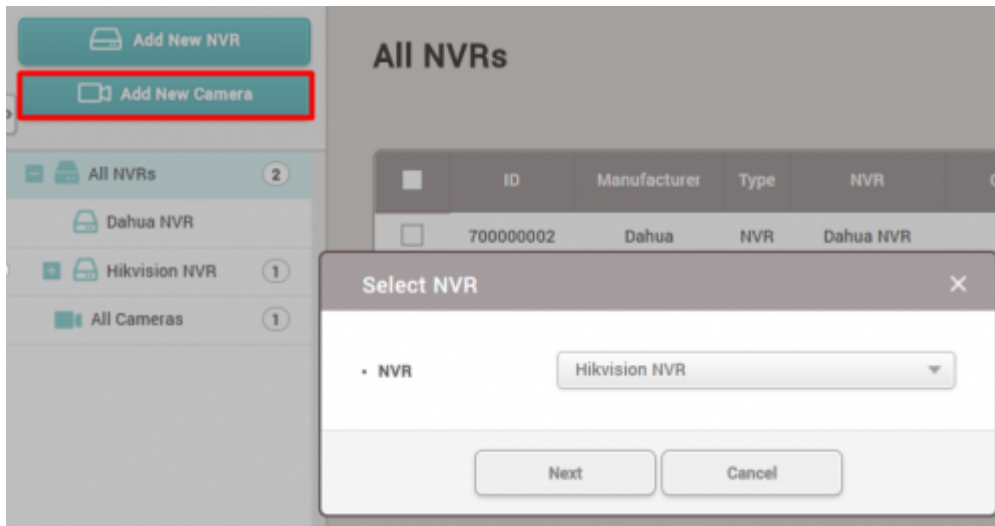 Add New NVR
Add New Camera
All NVRs 2
Dahua NVR
Hikvision NVR 1
All Cameras 1
All NVRs
ID Manufacturer Type NVR
700000002 Dahua NVR Dahua NVR
Select NVR
• NVR Hikvision NVR
Next Cancel